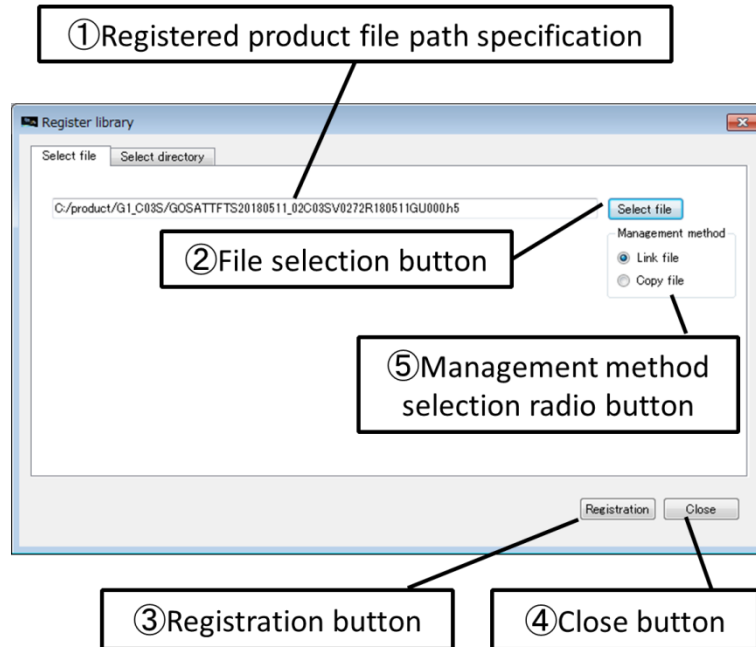 ①Registered product file path specification
Register library
Select file
Select directory
C:/product/G1_C03S/GOSATTFTS20180511_02C03SV0272R180511GU000.h5
Select file
②File selection button
Management method
Link file
Copy file
⑤Management method
selection radio button
Registration
Close
③Registration button
④Close button